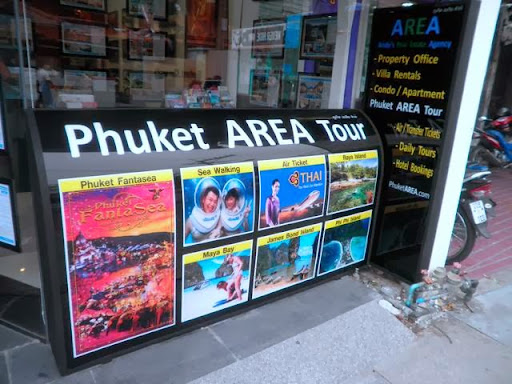 Phuket AREA Tour
Phuket Fantasea
Phuket
FantaSea
Sea Walking
Air Ticket
THAI
Raya Island
Maya Bay
James Bond Island
Phi Phi Island
AREA
Andy's Real Estate Agency
- Property Office
- Villa Rentals
- Condo / Apartment
Phuket AREA Tour
- Air/Transfer Tickets
- Daily Tours
- Hotel Bookings
PhuketAREA.com